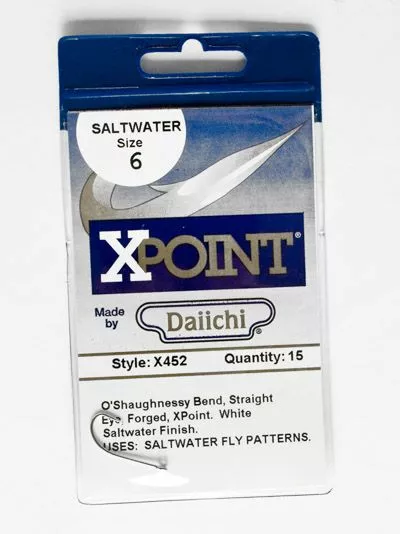 SALTWATER
Size
6
XPOINT®
Made by
Daiichi®
Style: X452 Quantity: 15
O'Shaughnessy Bend, Straight
Eye, Forged, XPoint. White
Saltwater Finish.
USES: SALTWATER FLY PATTERNS.